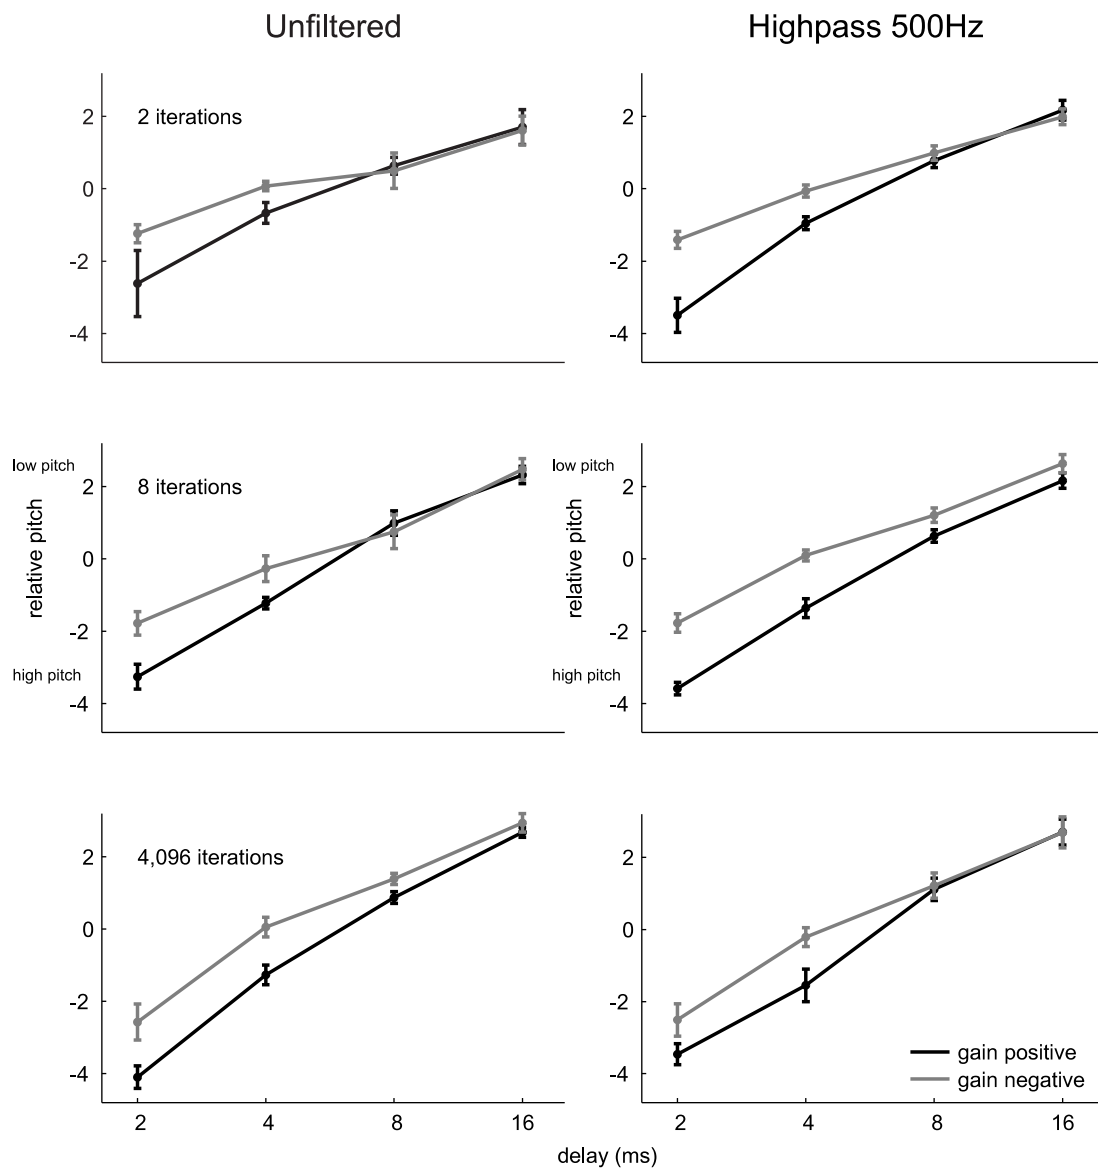 Unfiltered
Highpass 500Hz
2 iterations
2
0
-2
-4
2
0
-2
-4
8 iterations
low pitch
relative pitch
high pitch
2
0
-2
-4
low pitch
relative pitch
high pitch
2
0
-2
-4
4,096 iterations
2
0
-2
-4
2
0
-2
-4
gain positive
gain negative
2 4 8 16
2 4 8 16
delay (ms)